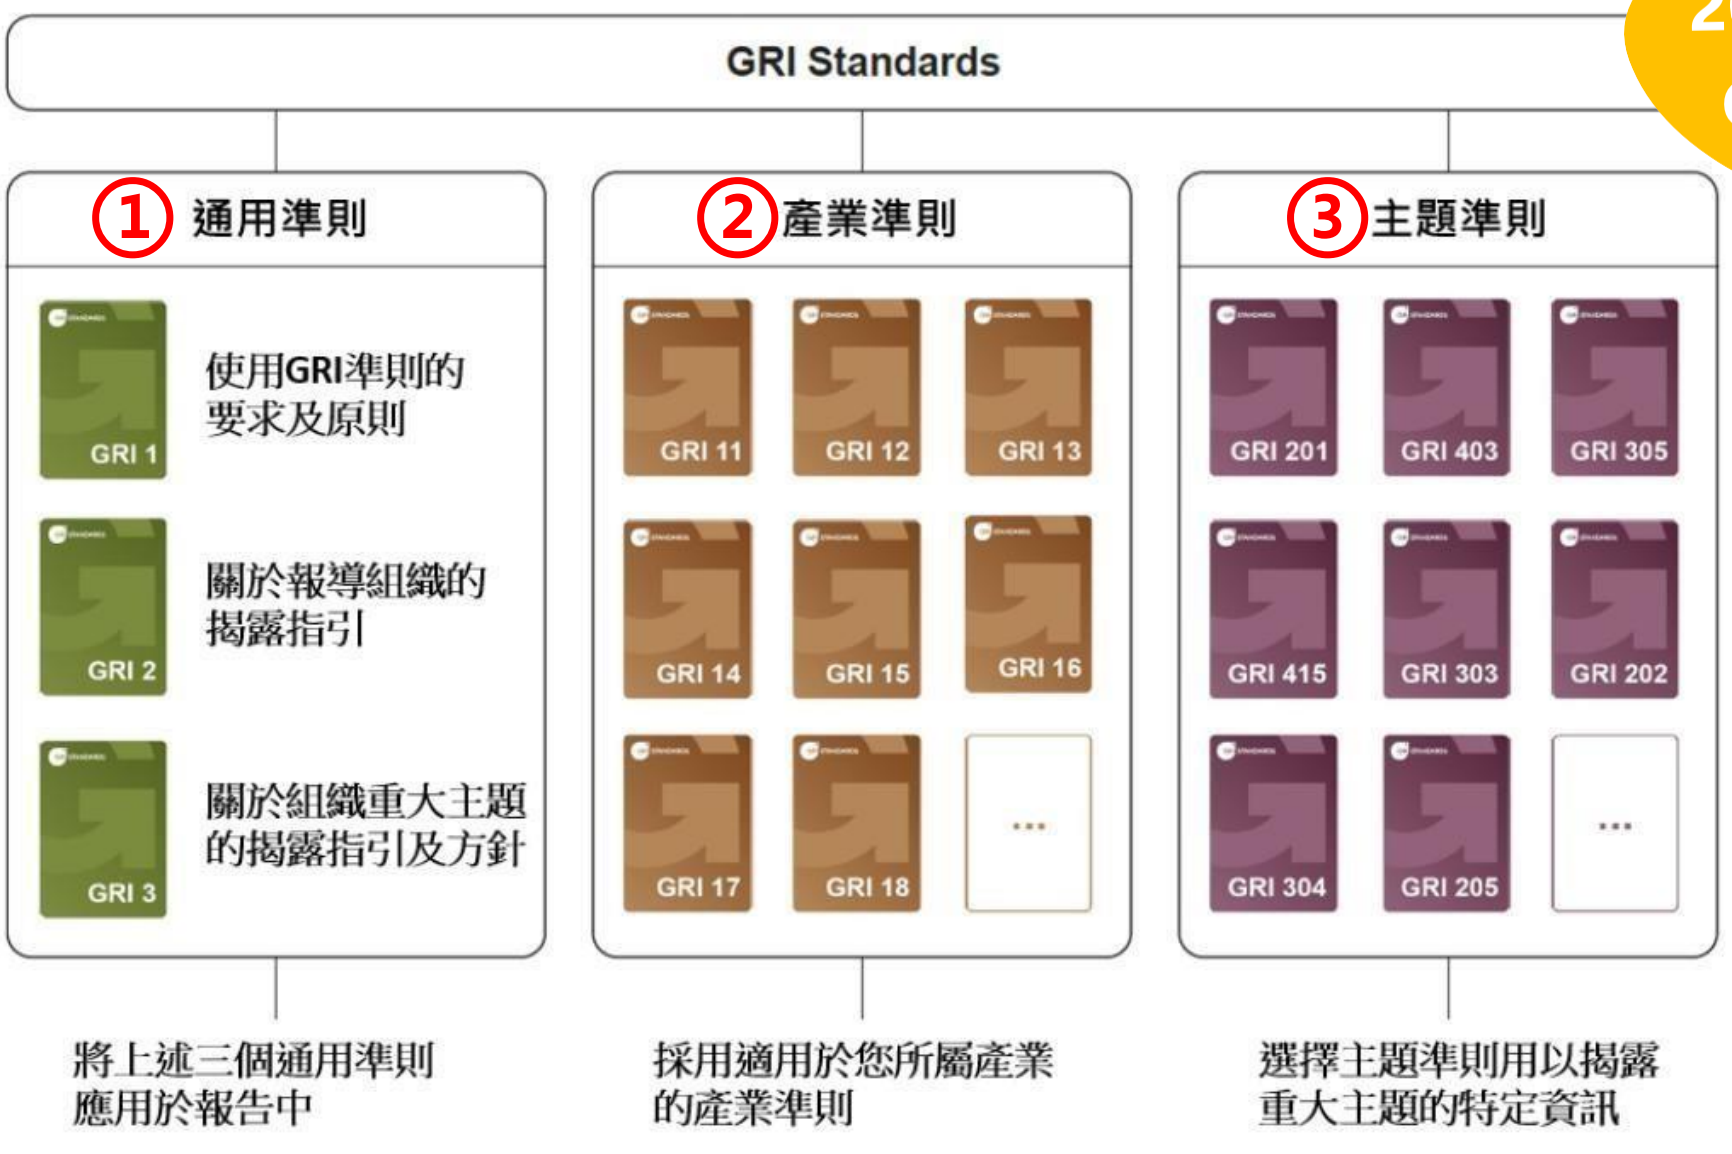 GRI Standards
① 通用準則
GRI 1
使用GRI準則的
要求及原則
GRI 2
關於報導組織的
揭露指引
GRI 3
關於組織重大主題
的揭露指引及方針
將上述三個通用準則
應用於報告中
② 產業準則
GRI 11 GRI 12 GRI 13
GRI 14 GRI 15 GRI 16
GRI 17 GRI 18 ...
採用適用於您所屬產業
的產業準則
③ 主題準則
GRI 201 GRI 403 GRI 305
GRI 415 GRI 303 GRI 202
GRI 304 GRI 205 ...
選擇主題準則用以揭露
重大主題的特定資訊